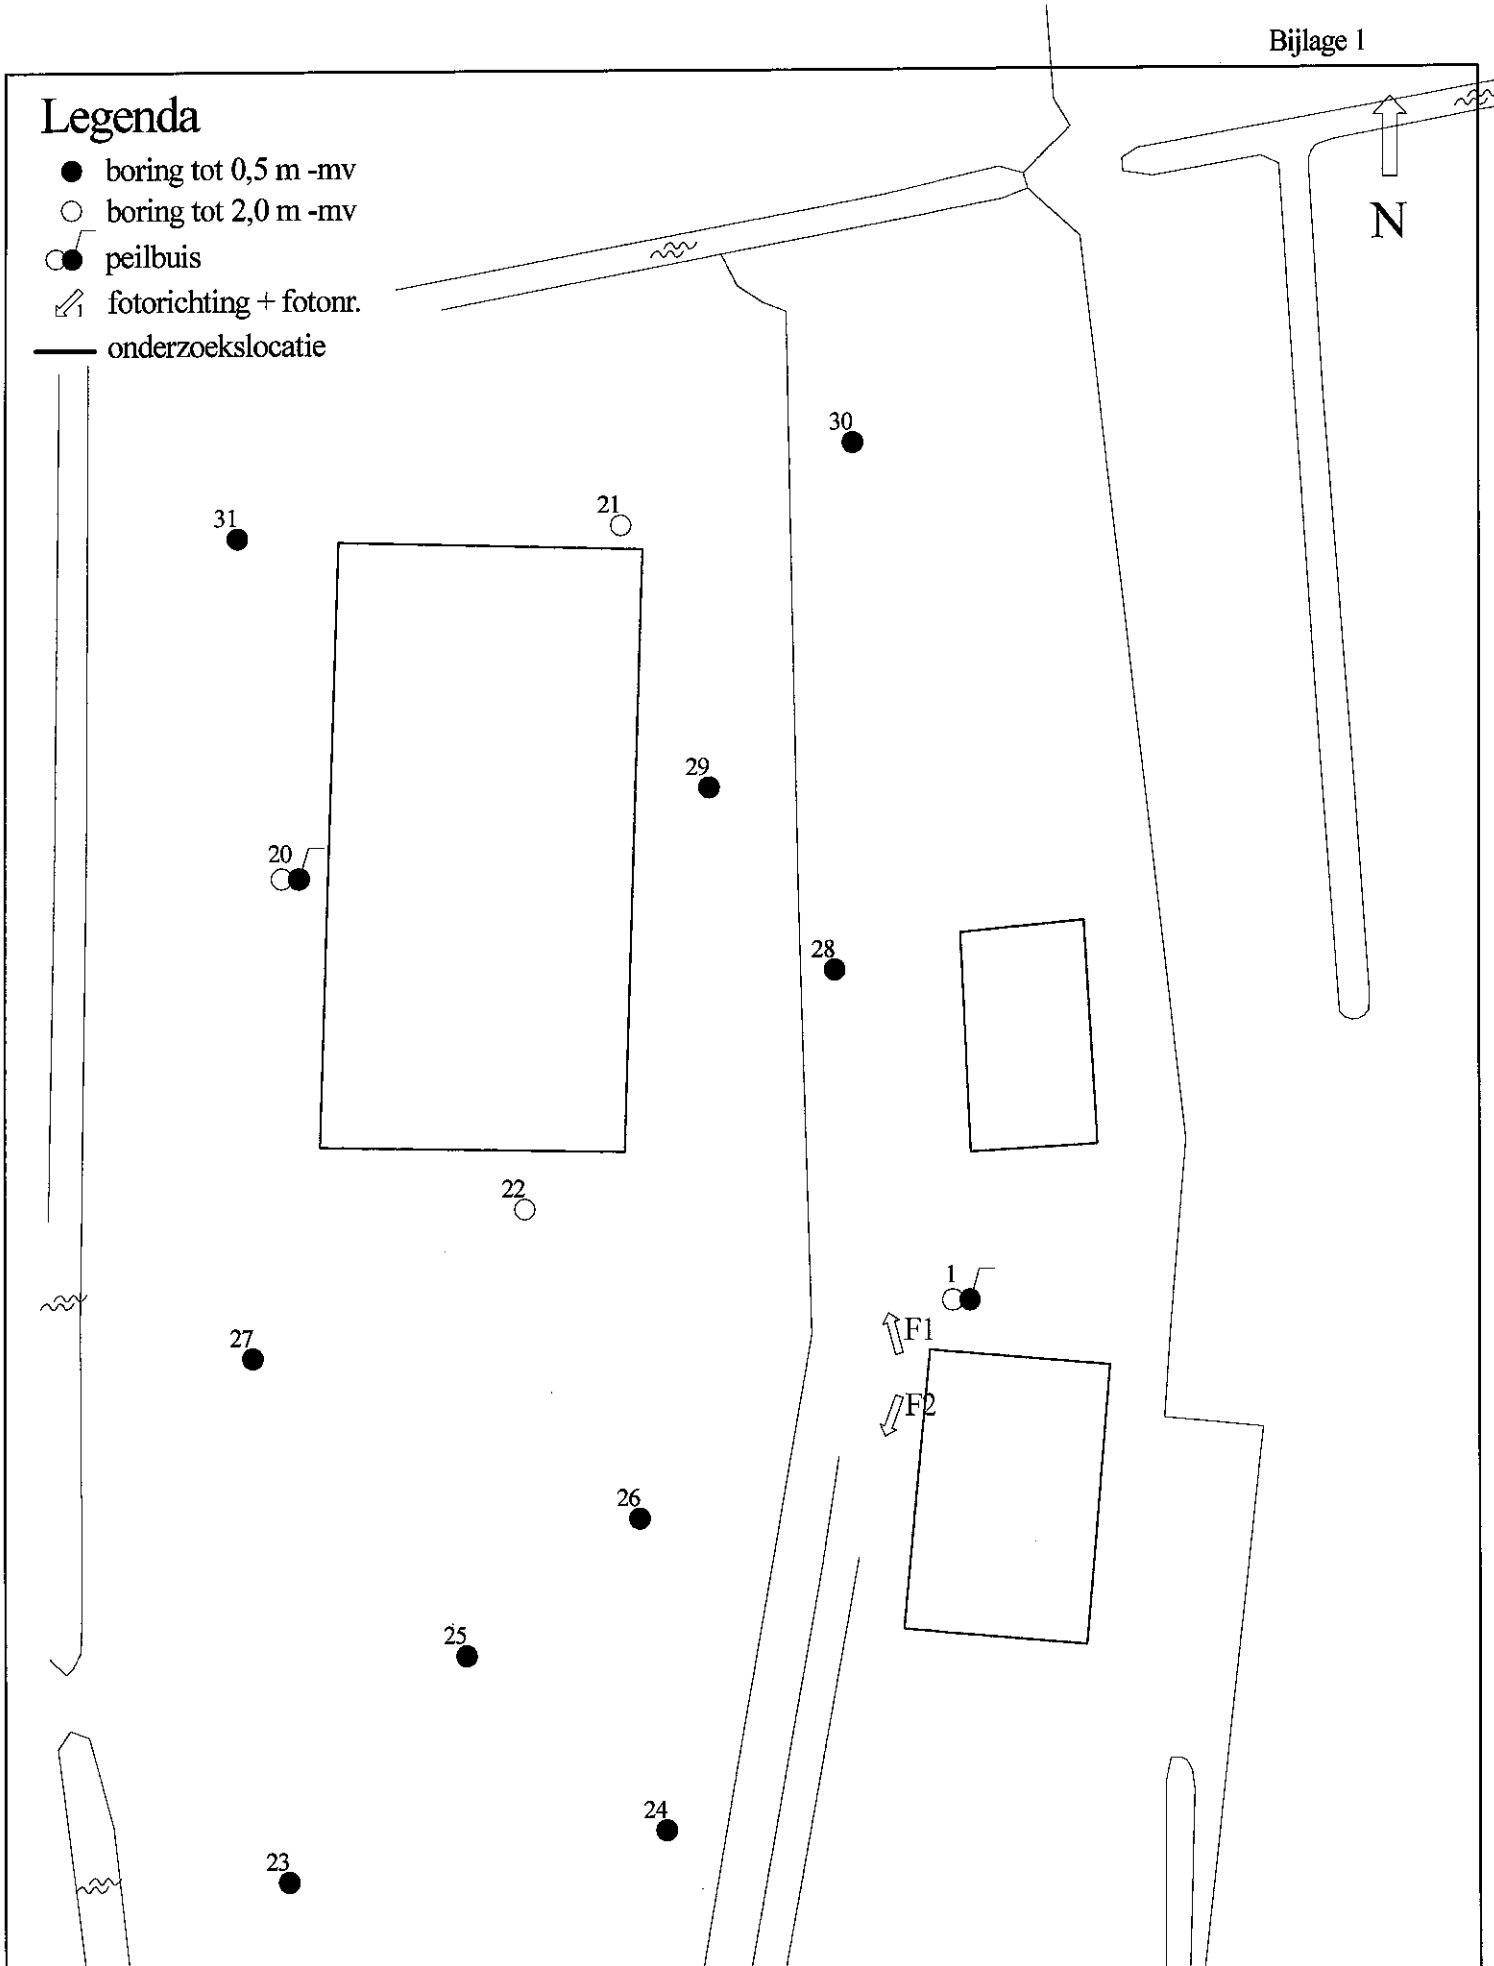 Bijlage 1
Legenda
boring tot 0,5 m -mv
boring tot 2,0 m -mv
peilbuis
fotorichting + fotonr.
onderzoekslocatie
N
30
21
31
29
20
28
22
1
F1
27
F2
26
25
24
23